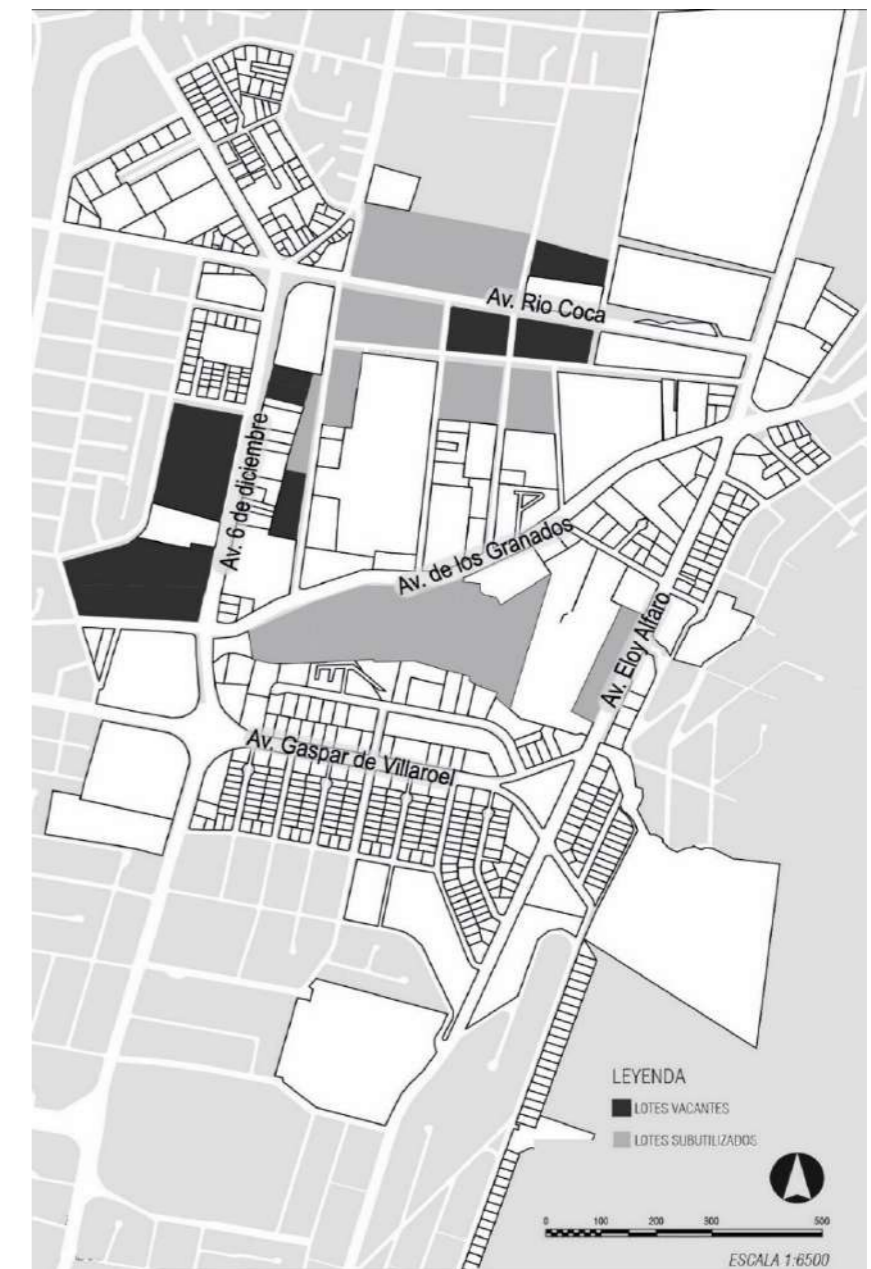 Av. Rio Coca
Av. 6 de diciembre
Av. de los Granados
Av. Eloy Alfaro
Av. Gaspar de Villaroel
LEYENDA
LOTES VACANTES
LOTES SUBUTILIZADOS
0 100 200 300 500
ESCALA 1:6500